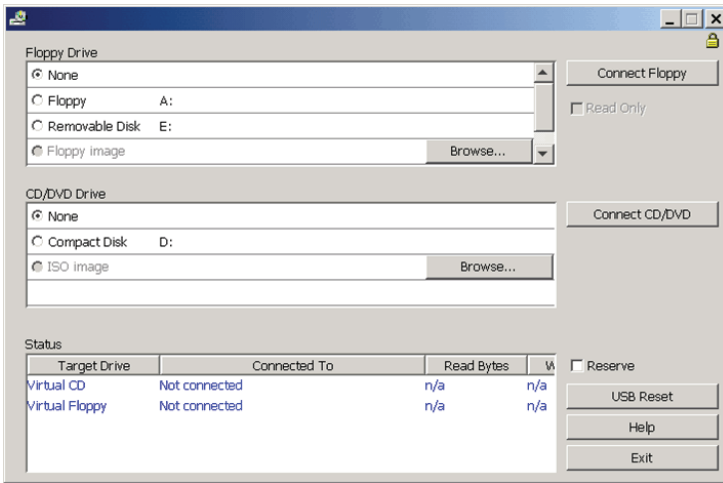 Floppy Drive
None
Connect Floppy
Floppy A:
Read Only
Removable Disk E:
Floppy image Browse...
CD/DVD Drive
None
Connect CD/DVD
Compact Disk D:
ISO image Browse...
Status
Target Drive Connected To Read Bytes W
Reserve
Virtual CD Not connected n/a n/a
USB Reset
Virtual Floppy Not connected n/a n/a
Help
Exit